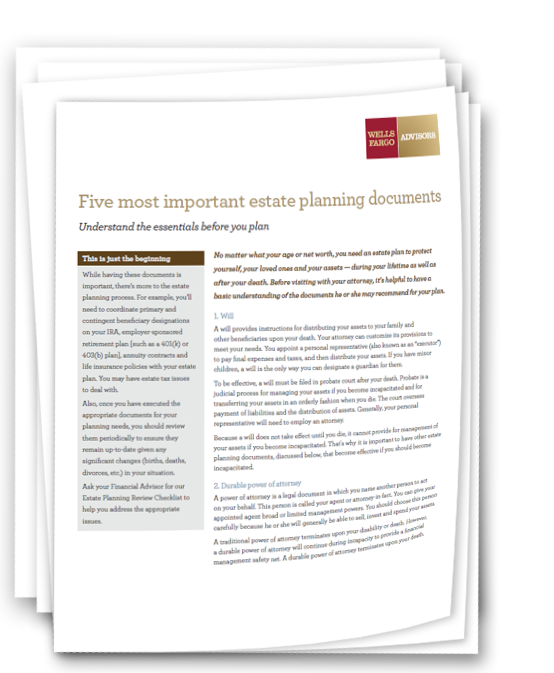 WELLS
FARGO
ADVISORS
Five most important estate planning documents
Understand the essentials before you plan
This is just the beginning
While having these documents is
important, there's more to the estate
planning process. For example, you'll
need to coordinate primary and
contingent beneficiary designations
on your IRA, employer-sponsored
retirement plan [such as a 401(k) or
403(b) plan], annuity contracts and
life insurance policies with your estate
plan. You may have estate tax issues
to deal with.
Also, once you have executed the
appropriate documents for your
planning needs, you should review
them periodically to ensure they
remain up-to-date given any
significant changes (births, deaths,
divorces, etc.) in your situation.
Ask your Financial Advisor for our
Estate Planning Review Checklist to
help you address the appropriate
issues.
No matter what your age or net worth, you need an estate plan to protect
yourself, your loved ones and your assets — during your lifetime as well as
after your death. Before visiting with your attorney, it's helpful to have a
basic understanding of the documents he or she may recommend for your plan.
1. Will
A will provides instructions for distributing your assets to your family and
other beneficiaries upon your death. Your attorney can customize its provisions to
meet your needs. You appoint a personal representative (also known as an "executor")
to pay final expenses and taxes, and then distribute your assets. If you have minor
children, a will is the only way you can designate a guardian for them.
To be effective, a will must be filed in probate court after your death. Probate is a
judicial process for managing your assets if you become incapacitated and for
transferring your assets in an orderly fashion when you die. The court oversees
payment of liabilities and the distribution of assets. Generally, your personal
representative will need to employ an attorney.
Because a will does not take effect until you die, it cannot provide for management of
your assets if you become incapacitated. That's why it is important to have other estate
planning documents, discussed below, that become effective if you should become
incapacitated.
2. Durable power of attorney
A power of attorney is a legal document in which you name another person to act
on your behalf. This person is called your agent or attorney-in-fact. You can give your
appointed agent broad or limited management powers. You should choose this person
carefully because he or she will generally be able to sell, invest and spend your assets.
A traditional power of attorney terminates upon your disability or death. However,
a durable power of attorney will continue during incapacity to provide a financial
management safety net. A durable power of attorney terminates upon your death.